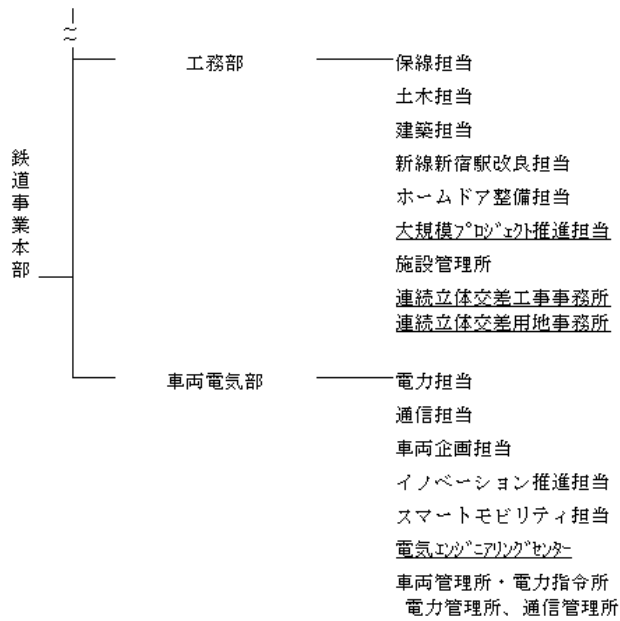 鉄道事業本部
工務部
保線担当
土木担当
建築担当
新線新宿駅改良担当
ホームドア整備担当
大規模ﾌﾟﾛｼﾞｪｸﾄ推進担当
施設管理所
連続立体交差工事事務所
連続立体交差用地事務所
車両電気部
電力担当
通信担当
車両企画担当
イノベーション推進担当
スマートモビリティ担当
電気ｴﾝｼﾞﾆｱﾘﾝｸﾞｾﾝﾀｰ
車両管理所・電力指令所
電力管理所、通信管理所